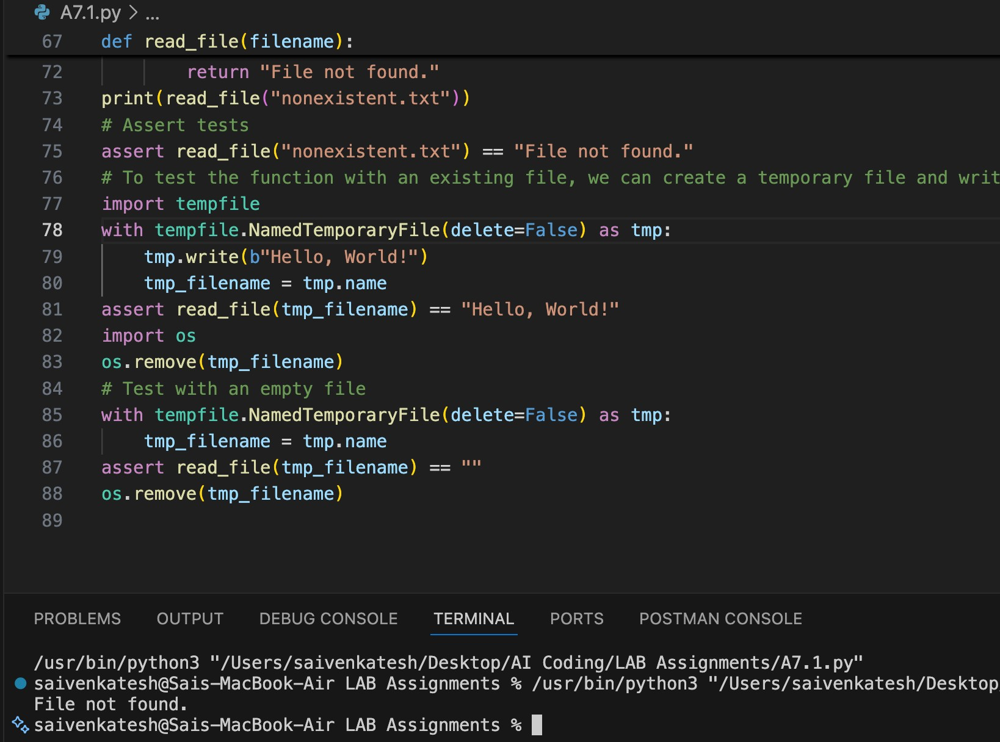 A7.1.py > ...
67 def read_file(filename):
72 return "File not found."
73 print(read_file("nonexistent.txt"))
74 # Assert tests
75 assert read_file("nonexistent.txt") == "File not found."
76 # To test the function with an existing file, we can create a temporary file and writ
77 import tempfile
78 with tempfile.NamedTemporaryFile(delete=False) as tmp:
79 tmp.write(b"Hello, World!")
80 tmp_filename = tmp.name
81 assert read_file(tmp_filename) == "Hello, World!"
82 import os
83 os.remove(tmp_filename)
84 # Test with an empty file
85 with tempfile.NamedTemporaryFile(delete=False) as tmp:
86 tmp_filename = tmp.name
87 assert read_file(tmp_filename) == ""
88 os.remove(tmp_filename)
89
PROBLEMS OUTPUT DEBUG CONSOLE TERMINAL PORTS POSTMAN CONSOLE
/usr/bin/python3 "/Users/saivenkatesh/Desktop/AI Coding/LAB Assignments/A7.1.py"
saivenkatesh@Sais-MacBook-Air LAB Assignments % /usr/bin/python3 "/Users/saivenkatesh/Desktop/
File not found.
saivenkatesh@Sais-MacBook-Air LAB Assignments %